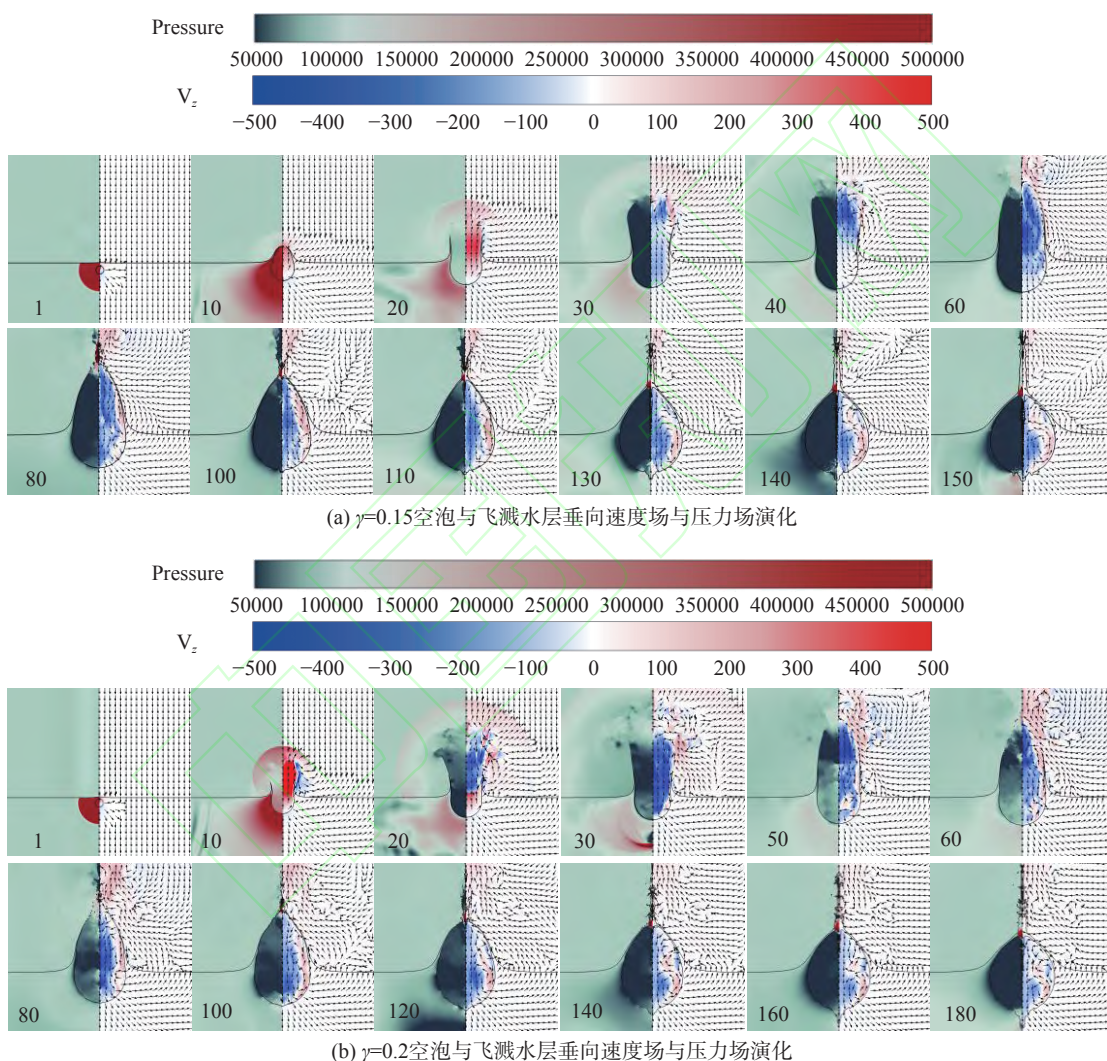 Pressure
50000 100000 150000 200000 250000 300000 350000 400000 450000 500000
V_z
−500 −400 −300 −200 −100 0 100 200 300 400 500
1 10 20 30 40 60
80 100 110 130 140 150
(a) γ=0.15空泡与飞溅水层垂向速度场与压力场演化
Pressure
50000 100000 150000 200000 250000 300000 350000 400000 450000 500000
V_z
−500 −400 −300 −200 −100 0 100 200 300 400 500
1 10 20 30 50 60
80 100 120 140 160 180
(b) γ=0.2空泡与飞溅水层垂向速度场与压力场演化